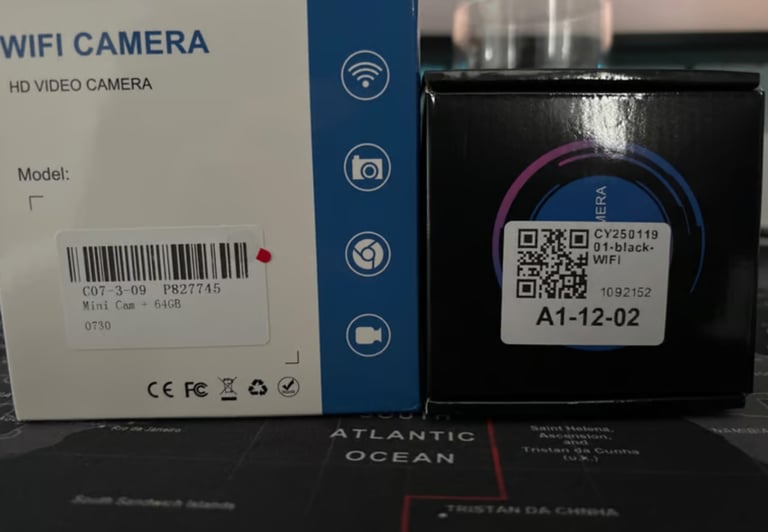 WIFI CAMERA
HD VIDEO CAMERA
Model:
C07-3-09 P827745
Mini Cam + 64GB
0730
CE FC
MERA
CY250119
01-black-
WIFI
1092152
A1-12-02
SOUTH
ATLANTIC
OCEAN
Rio de Janeiro
Saint Helena,
Ascension,
and
Tristan da Cunha
(U.K.)
South Sandwich Islands
TRISTAN DA CUNHA